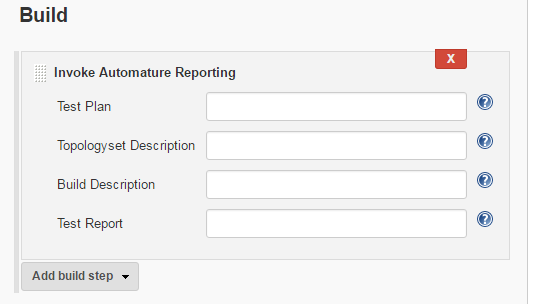 Build
X
Invoke Automature Reporting
Test Plan
?
Topologyset Description
?
Build Description
?
Test Report
?
Add build step